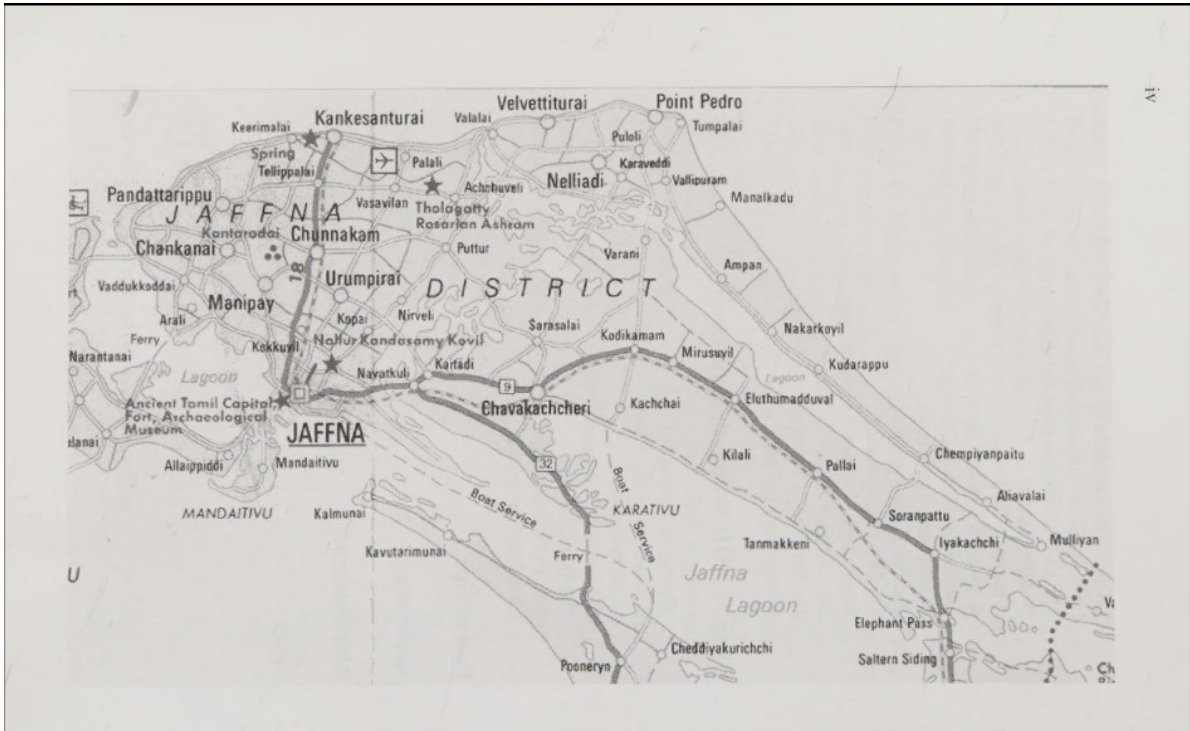 iv
Velvettiturai
Point Pedro
Kankesanturai
Keerimalai
Valalai
Tumpalai
Puloli
Spring
Palali
Karaveddi
Tellippalai
Nelliadi
Vallipuram
Pandattarippu
Achchuveli
Vasavilan
Manalkadu
JAFFNA
Tholagatty
Rosarian Ashram
Kantarodai
Chunnakam
Chankanai
Puttur
Varani
Ampan
18
Vaddukkoddai
Urumpirai
DISTRICT
Manipay
Nirveli
Arali
Kopai
Sarasalai
Nakarkoyil
Ferry
Kokkuvil
Nallur Kandasamy Kovil
Kodikamam
Mirusuvil
Narantanai
Kaitadi
Kudarappu
Lagoon
Navatkuli
Lagoon
9
Ancient Tamil Capital,
Fort, Archaeological
Museum
Chavakachcheri
Kachchai
Eluthumadduval
JAFFNA
elanai
Allaippiddi
Mandaitivu
32
Kilali
Pallai
Chempiyanpaitu
MANDAITIVU
Kalmunai
Boat Service
Boat Service
KARATIVU
Aliavalai
Soranpattu
Tanmakkeni
Iyakachchi
Mulliyan
Kavutarimunai
Ferry
U
Jaffna
Lagoon
Elephant Pass
Cheddiyakurichchi
Saltern Siding
Pooneryn